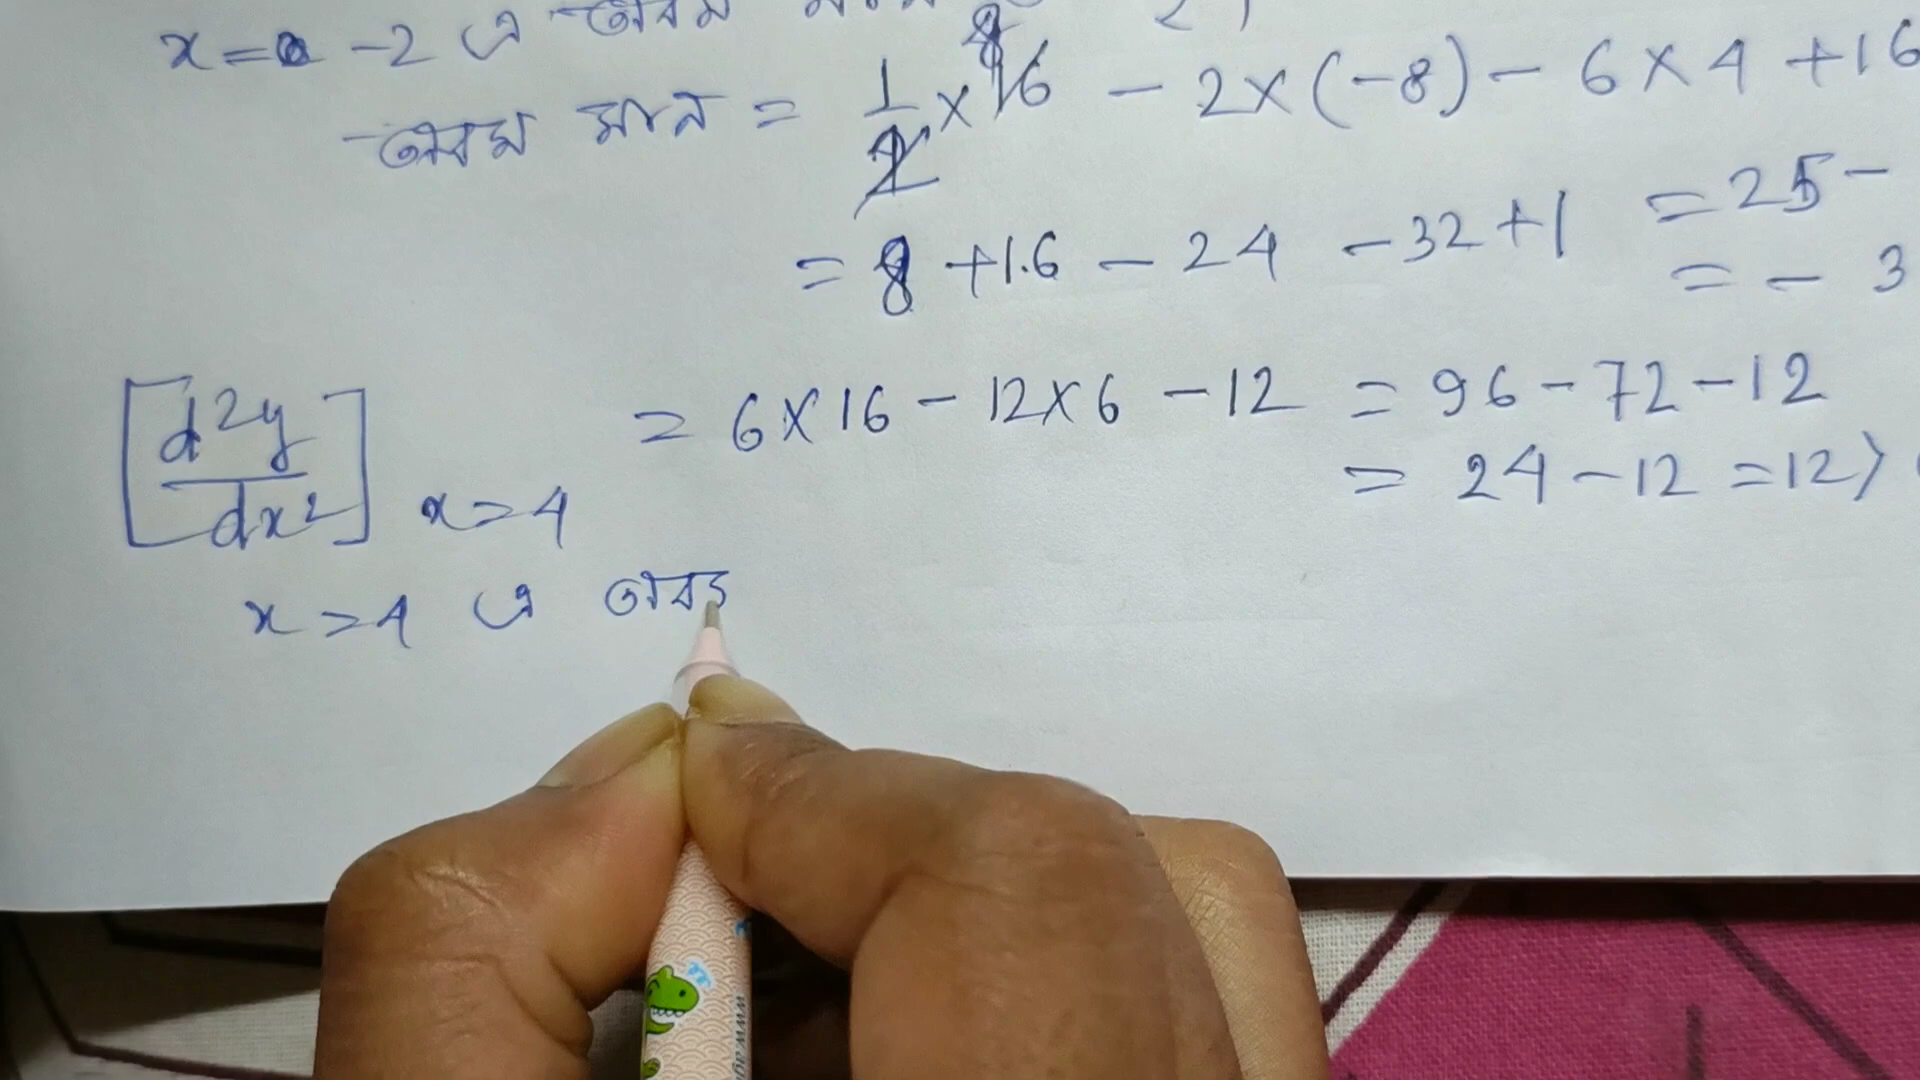 x = -2 এ অবম
অবম মান = 1/2 × 16 8 - 2 × (-8) - 6 × 4 + 16
= 8 + 16 - 24 - 32 + 1 = 25 -
= - 3
[d²y/dx²] x=4 = 6×16 - 12×6 - 12 = 96 - 72 - 12
= 24 - 12 = 12 >
x = 4 এ অবম